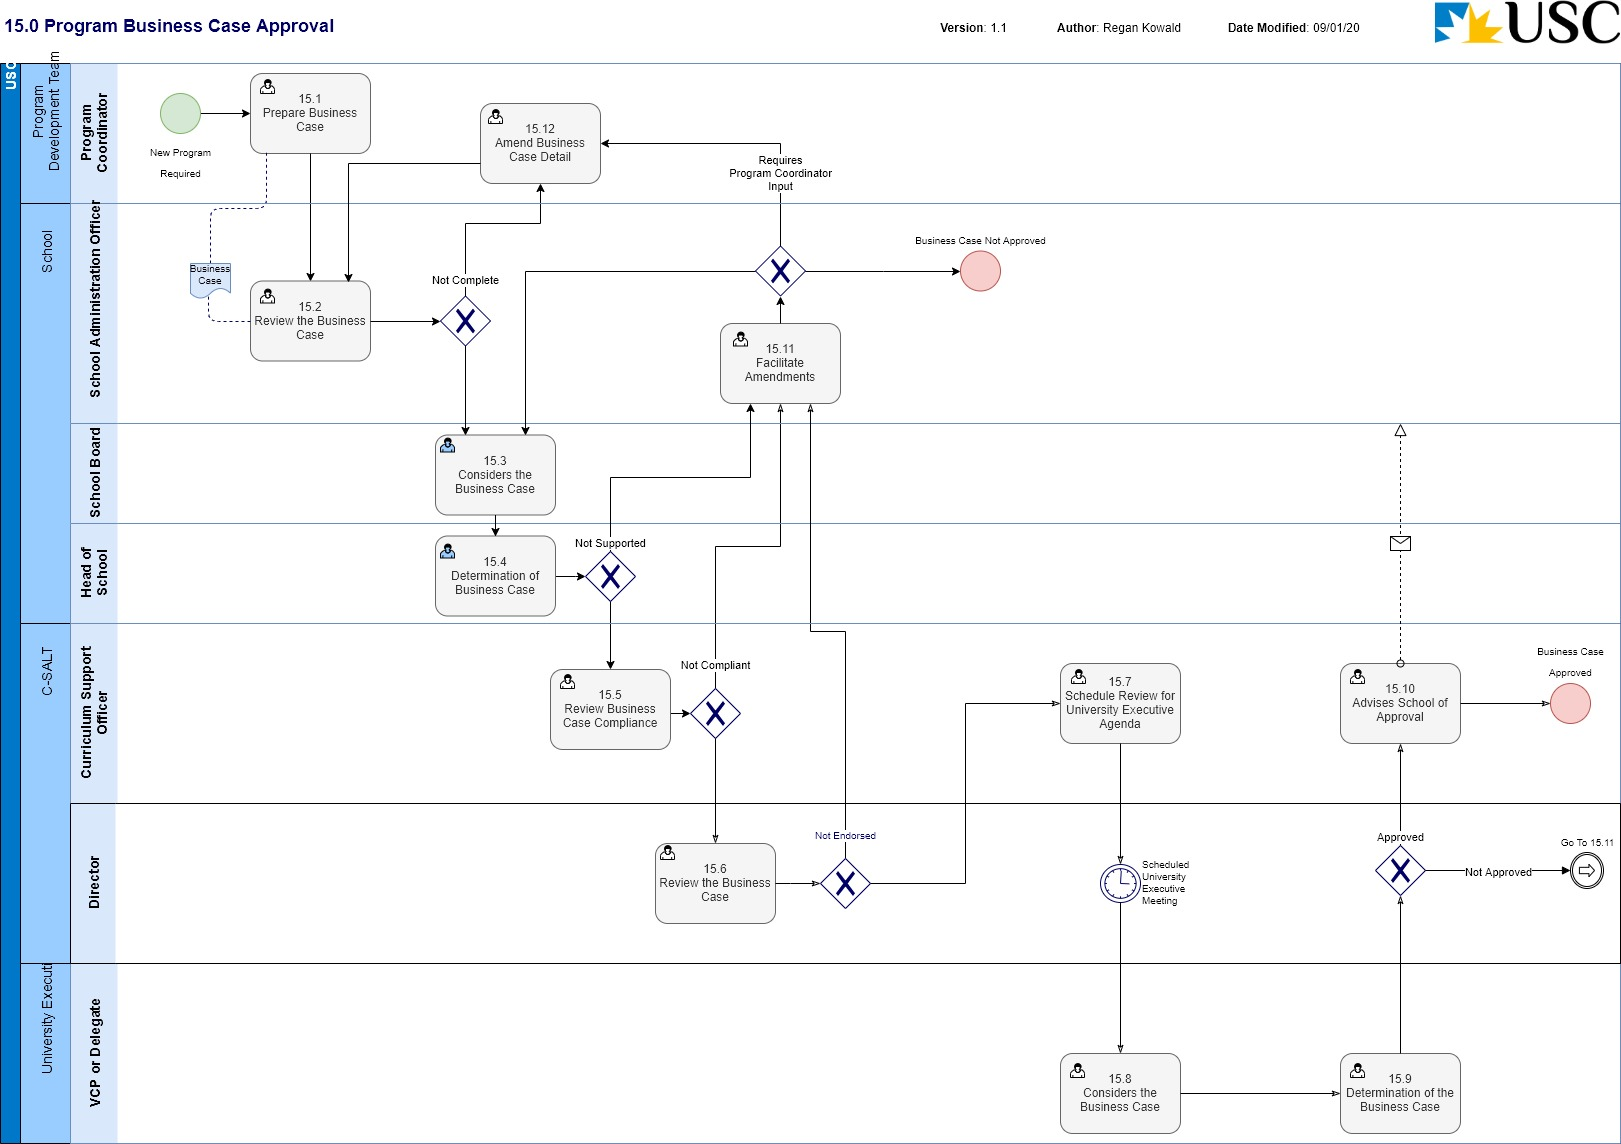 15.0 Program Business Case Approval
Version: 1.1
Author: Regan Kowald
Date Modified: 09/01/20
USC
USC
Program
Development Team
Program
Coordinator
New Program
Required
15.1
Prepare Business
Case
15.12
Amend Business
Case Detail
Requires
Program Coordinator
Input
School
School Administration Officer
Business
Case
15.2
Review the Business
Case
Not Complete
Business Case Not Approved
15.11
Facilitate
Amendments
School Board
15.3
Considers the
Business Case
Head of
School
15.4
Determination of
Business Case
Not Supported
C-SALT
Curriculum Support
Officer
15.5
Review Business
Case Compliance
Not Compliant
15.7
Schedule Review for
University Executive
Agenda
15.10
Advises School of
Approval
Business Case
Approved
Director
15.6
Review the Business
Case
Not Endorsed
Scheduled
University
Executive
Meeting
Approved
Not Approved
Go To 15.11
University Executi
VCP or Delegate
15.8
Considers the
Business Case
15.9
Determination of the
Business Case